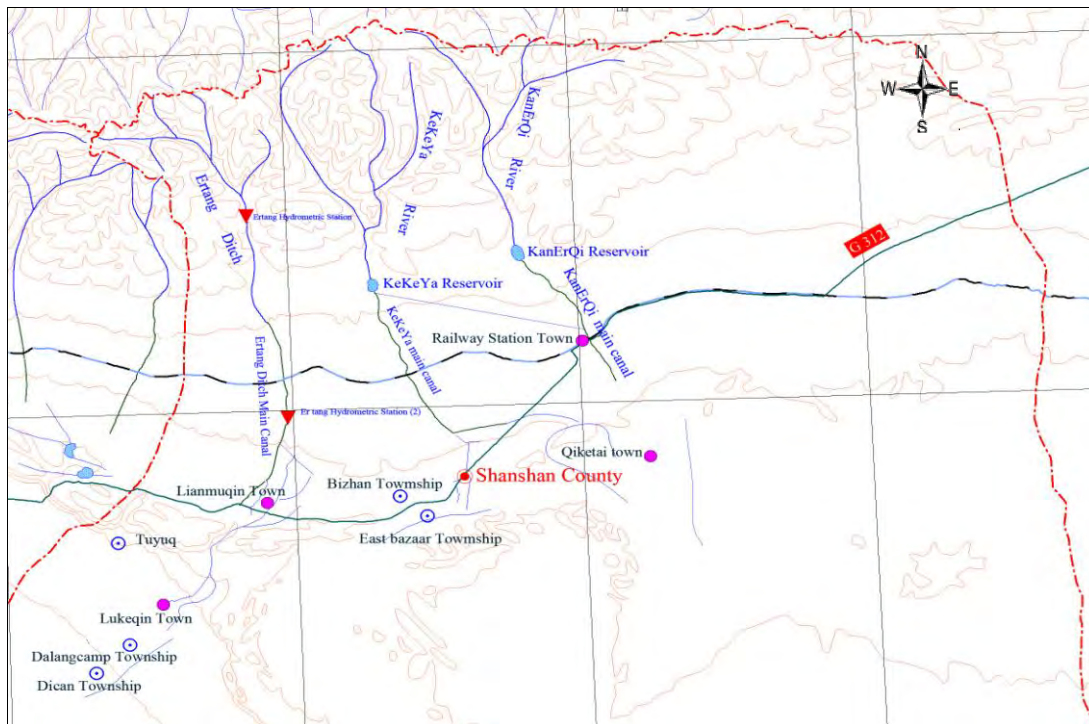 N
W E
S
KeKeYa
River
KanErQi
River
Ertang
Ditch
Ertang Hydrometric Station
G 312
KanErQi Reservoir
KeKeYa Reservoir
KanErQi main canal
Railway Station Town
KeKeYa main canal
Ertang Ditch Main Canal
Er tang Hydrometric Station (2)
Qiketai town
Shanshan County
Bizhan Towmship
Lianmuqin Town
East bazaar Towmship
Tuyuq
Lukeqin Town
Dalangcamp Township
Dican Township